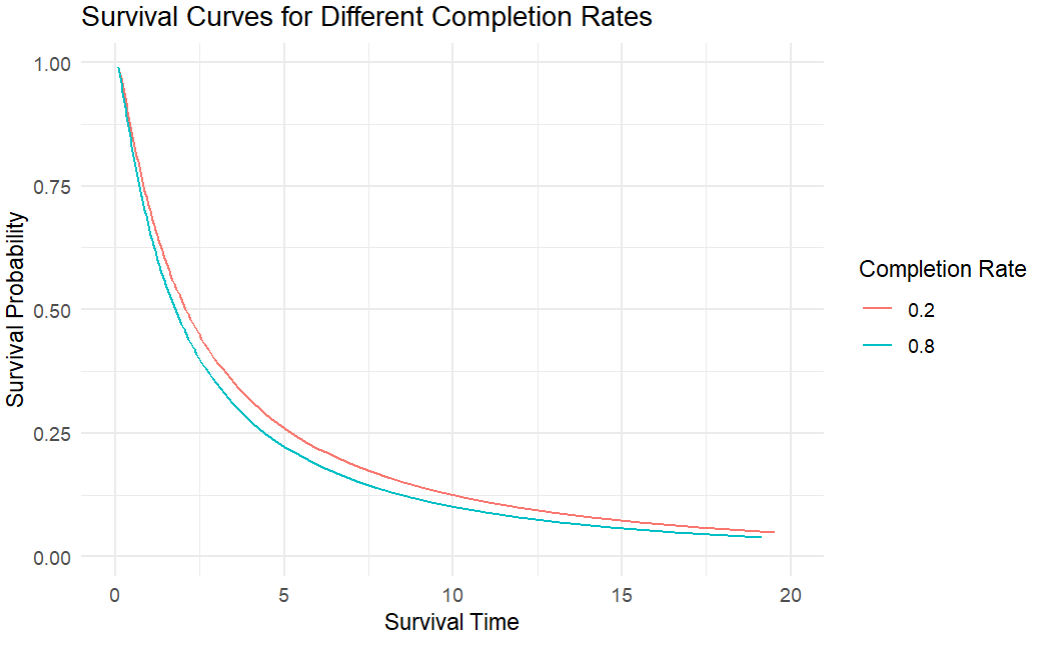 Survival Curves for Different Completion Rates
Survival Probability
1.00
0.75
0.50
0.25
0.00
0 5 10 15 20
Survival Time
Completion Rate
0.2
0.8